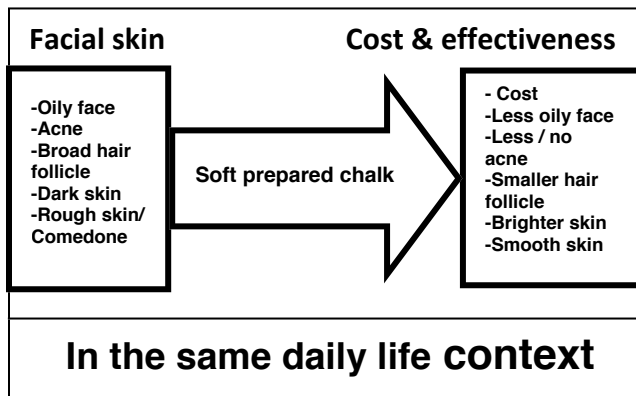 Facial skin
Cost & effectiveness
-Oily face
-Acne
-Broad hair
follicle
-Dark skin
-Rough skin/
Comedone
Soft prepared chalk
- Cost
-Less oily face
-Less / no
acne
-Smaller hair
follicle
-Brighter skin
-Smooth skin
In the same daily life context